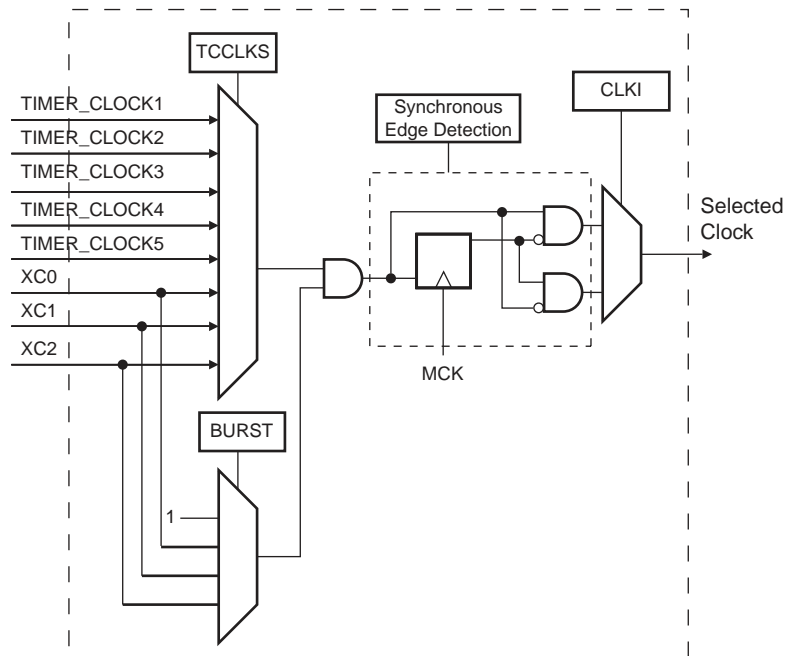 TCCLKS
TIMER_CLOCK1
TIMER_CLOCK2
TIMER_CLOCK3
TIMER_CLOCK4
TIMER_CLOCK5
XC0
XC1
XC2
Synchronous
Edge Detection
CLKI
Selected
Clock
MCK
BURST
1